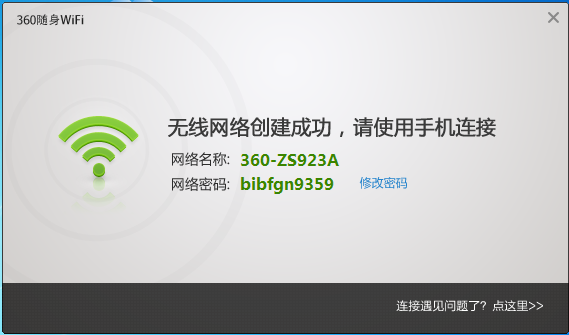 360随身WiFi
无线网络创建成功，请使用手机连接
网络名称: 360-ZS923A
网络密码: bibfgn9359 修改密码
连接遇见问题了? 点这里>>